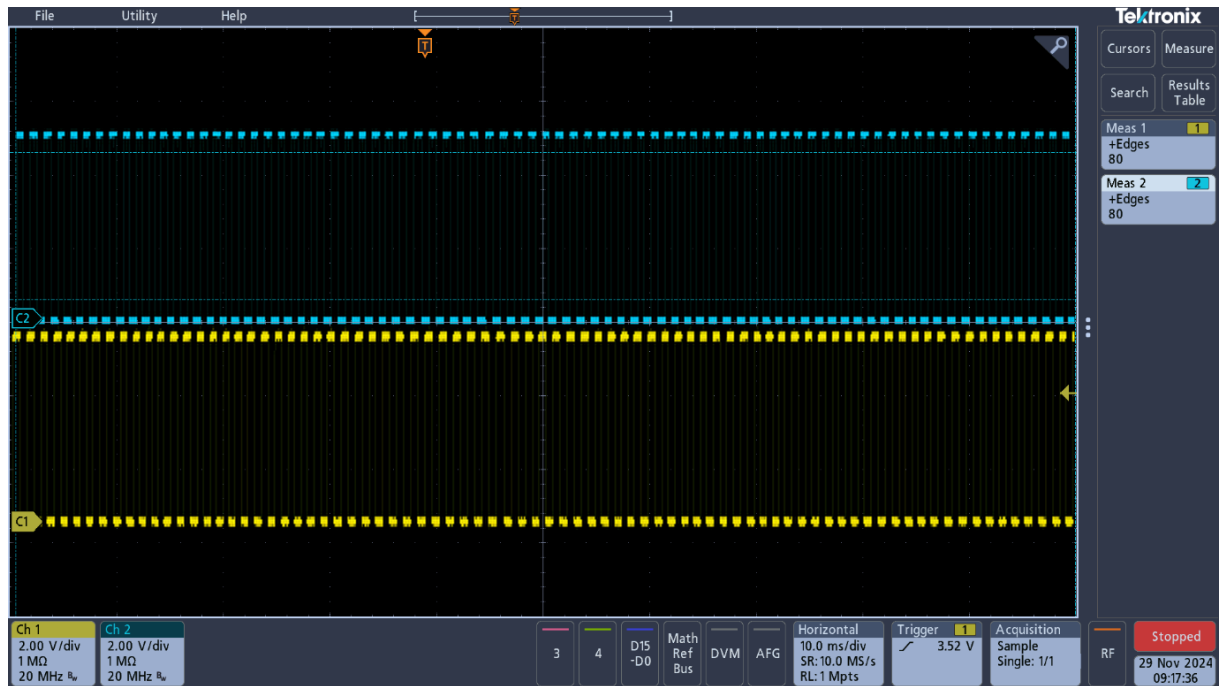 File Utility Help
Tektronix
T
T
Cursors Measure
Search Results
Table
Meas 1 1
+Edges
80
Meas 2 2
+Edges
80
C2
C1
Ch 1
2.00 V/div
1 MΩ
20 MHz Bw
Ch 2
2.00 V/div
1 MΩ
20 MHz Bw
3
4
D15
-D0
Math
Ref
Bus
DVM
AFG
Horizontal
10.0 ms/div
SR: 10.0 MS/s
RL: 1 Mpts
Trigger 1
3.52 V
Acquisition
Sample
Single: 1/1
RF
Stopped
29 Nov 2024
09:17:36